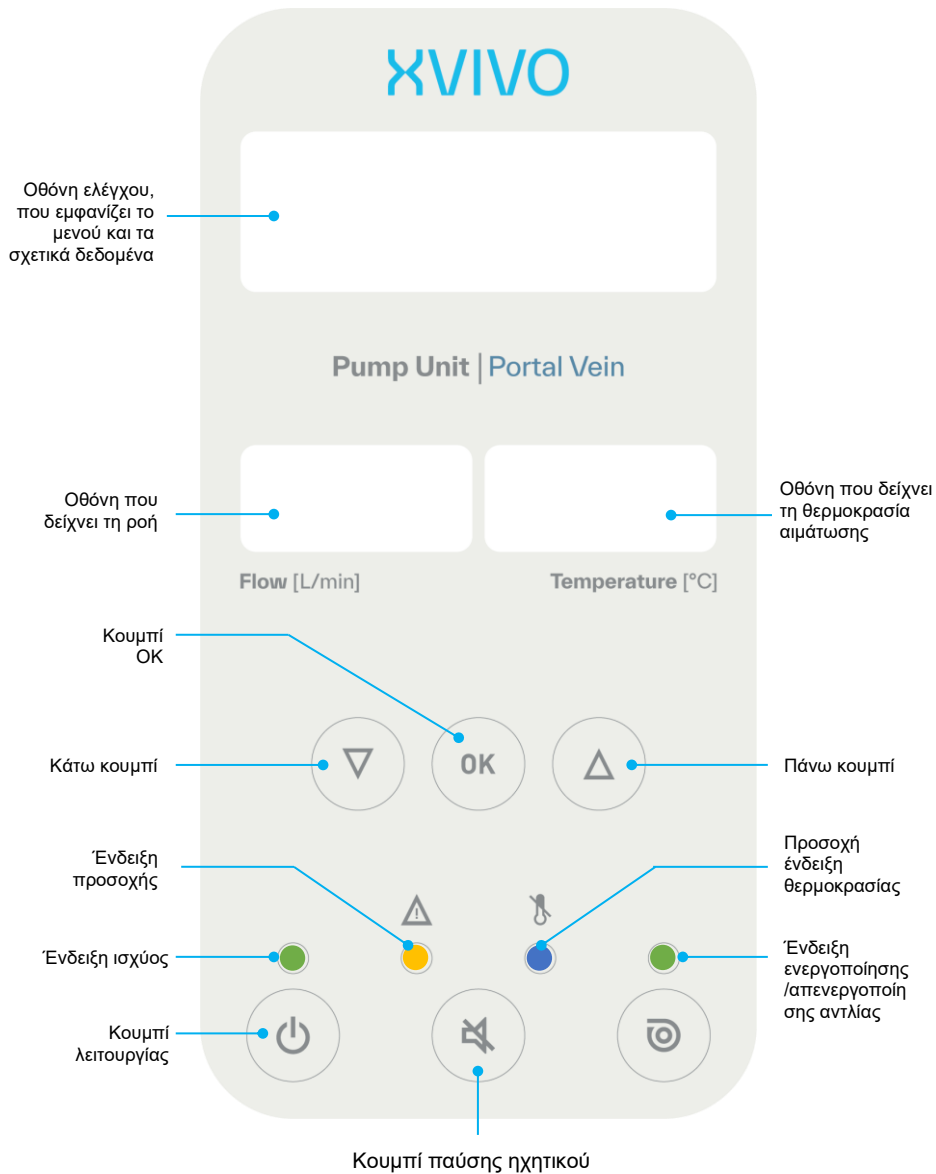 XVIVO
Οθόνη ελέγχου,
που εμφανίζει το
μενού και τα
σχετικά δεδομένα
Pump Unit | Portal Vein
Οθόνη που
δείχνει τη ροή
Οθόνη που δείχνει
τη θερμοκρασία
αιμάτωσης
Flow [L/min]
Temperature [°C]
Κουμπί
OK
Κάτω κουμπί
OK
Πάνω κουμπί
Ένδειξη
προσοχής
Προσοχή
ένδειξη
θερμοκρασίας
Ένδειξη ισχύος
Ένδειξη
ενεργοποίησης
/απενεργοποίη
σης αντλίας
Κουμπί
λειτουργίας
Κουμπί παύσης ηχητικού